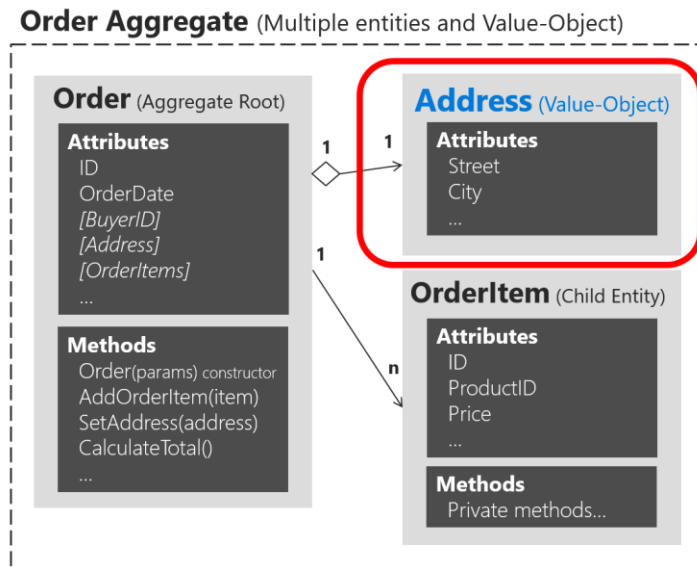 Order Aggregate (Multiple entities and Value-Object)
Order (Aggregate Root)
Attributes
ID
OrderDate
[BuyerID]
[Address]
[OrderItems]
...
Methods
Order(params) constructor
AddOrderItem(item)
SetAddress(address)
CalculateTotal()
...
1
1
1
n
Address (Value-Object)
Attributes
Street
City
...
OrderItem (Child Entity)
Attributes
ID
ProductID
Price
...
Methods
Private methods...